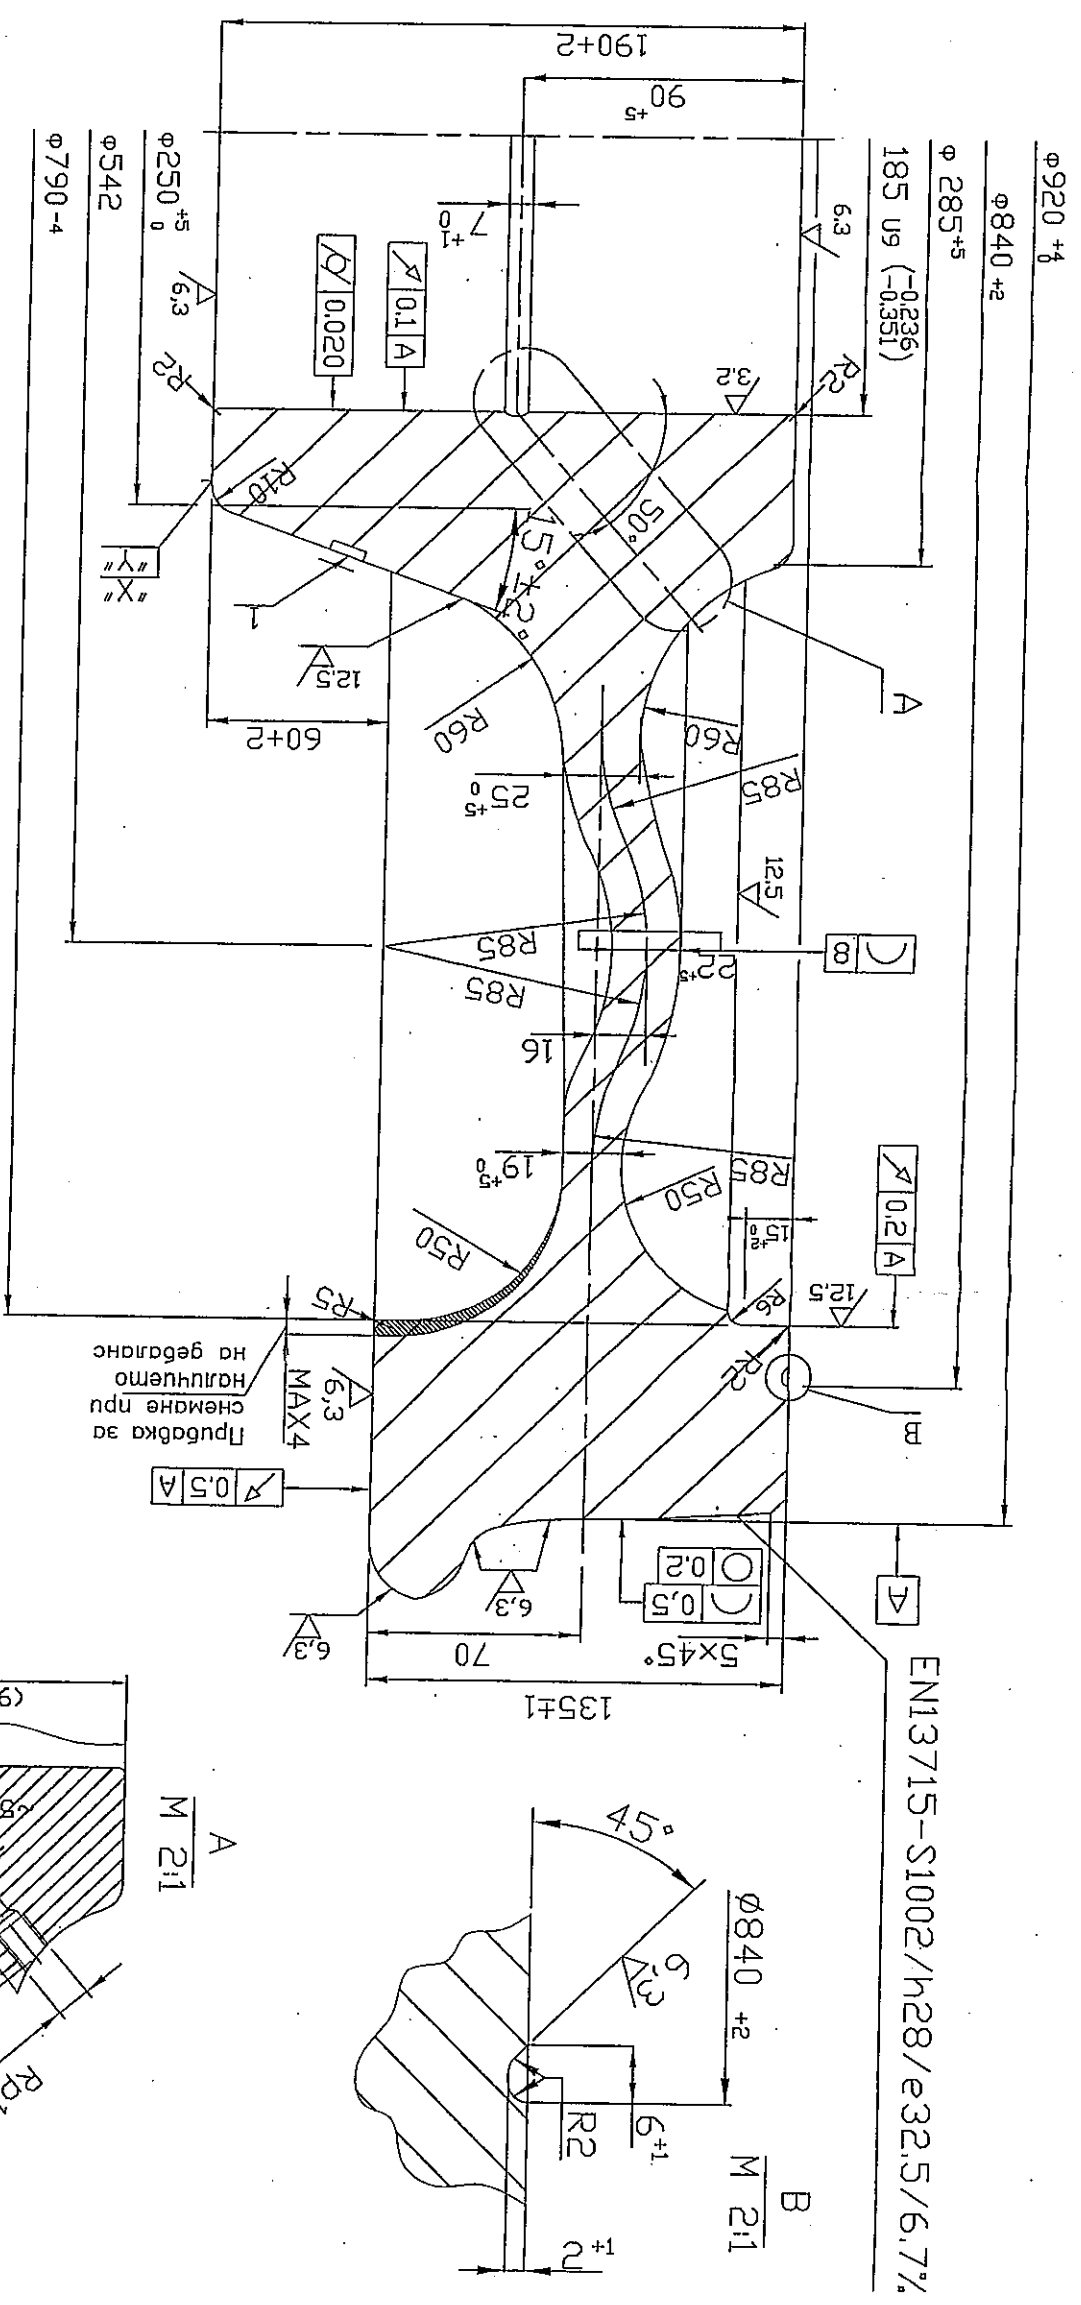 φ920 +4 0
φ840 +2
φ 285+5
185 U9 (-0,236 -0,351)
190+2
90 +5
7 +1 0
6,3
φ250 +5 0
φ542
φ790-4
6,3
0,020
0,1 A
R2
3,2
R2
R10
15°±2°
50°
"X"
"Y"
1
12,5
60+2
R60
25 +5 0
R60
R85
A
12,5
R85
R85
22+5
8
16
19 +5 0
R85
R50
R50
15 +2 0
0,2 A
R5
R6
12,5
R2
B
MAX4
6,3
Прибавка за
снемане при
наличието
на дебаланс
0,5 A
6,3
6,3
0,2
0,5
A
70
5x45°
135±1
EN13715-S1002/h28/e32,5/6,7%
A
M 2:1
B
M 2:1
45°
6,3
Ø840 +2
6+1
R2
2+1